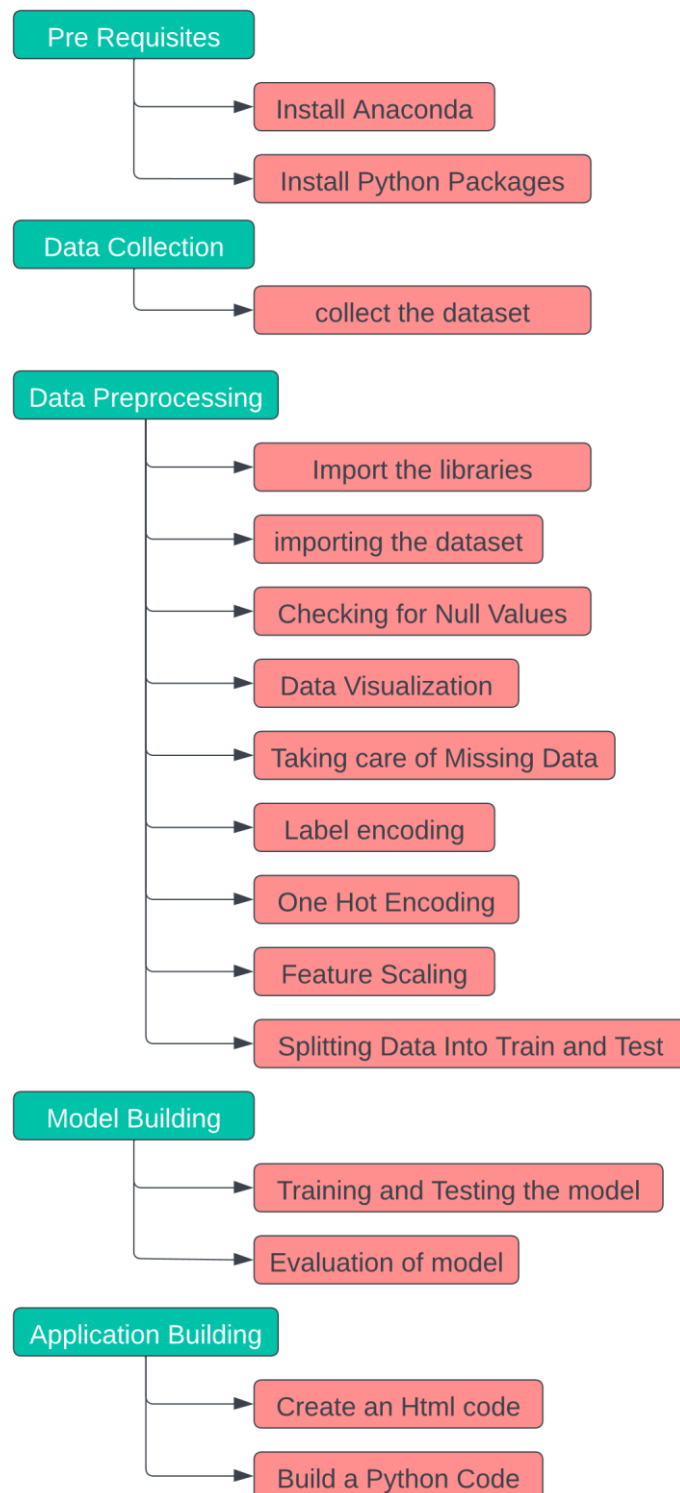 Pre Requisites
Install Anaconda
Install Python Packages
Data Collection
collect the dataset
Data Preprocessing
Import the libraries
importing the dataset
Checking for Null Values
Data Visualization
Taking care of Missing Data
Label encoding
One Hot Encoding
Feature Scaling
Splitting Data Into Train and Test
Model Building
Training and Testing the model
Evaluation of model
Application Building
Create an Html code
Build a Python Code